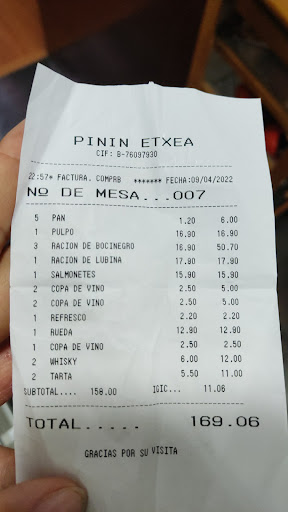 PININ ETXEA
CIF: B-76097930
22:57* FACTURA. COMPRB ******* FECHA:09/04/2022
Nº DE MESA...007
5 PAN 1.20 6.00
1 PULPO 16.90 16.90
3 RACION DE BOCINEGRO 16.90 50.70
1 RACION DE LUBINA 17.90 17.90
1 SALMONETES 15.90 15.90
2 COPA DE VINO 2.50 5.00
2 COPA DE VINO 2.50 5.00
1 REFRESCO 2.20 2.20
1 RUEDA 12.90 12.90
1 COPA DE VINO 2.50 2.50
2 WHISKY 6.00 12.00
2 TARTA 5.50 11.00
SUBTOTAL.... 158.00 IGIC... 11.06
TOTAL..... 169.06
GRACIAS POR SU VISITA